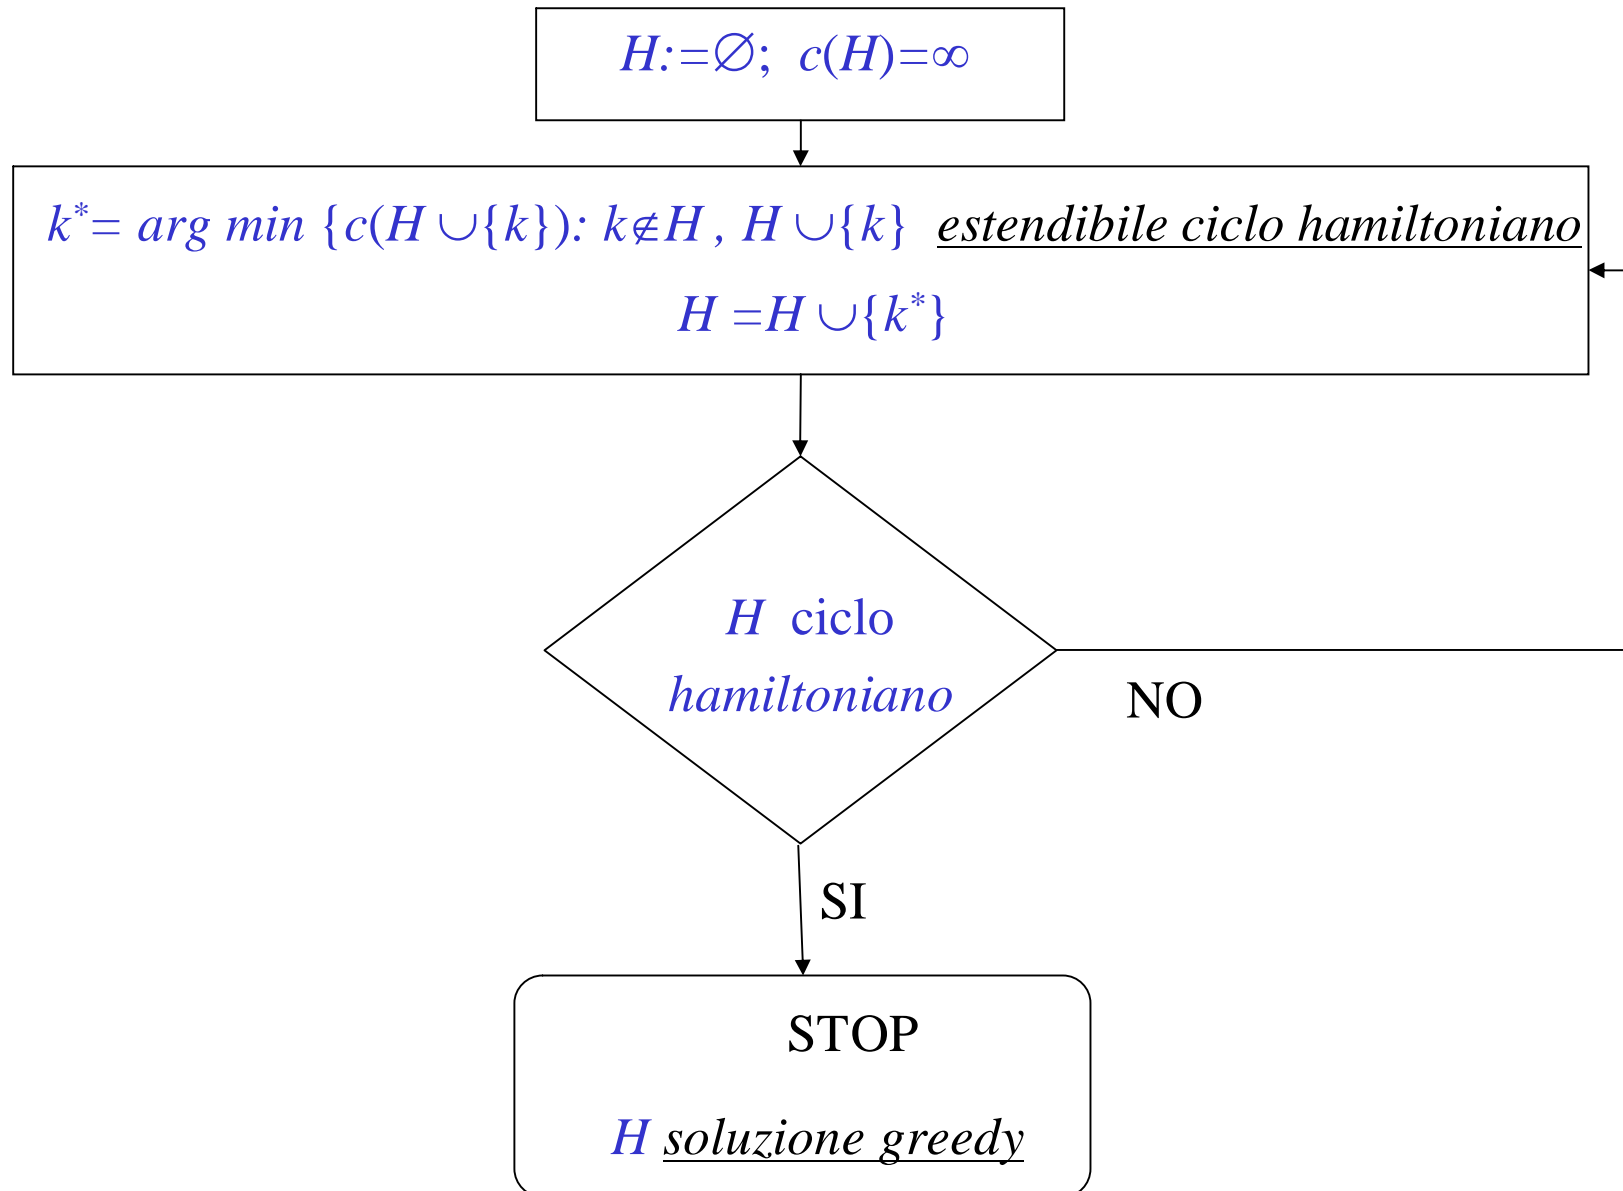 H:=∅; c(H)=∞
k*= arg min {c(H ∪{k}): k∉H , H ∪{k} estendibile ciclo hamiltoniano
H =H ∪{k*}
H ciclo
hamiltoniano
NO
SI
STOP
H soluzione greedy